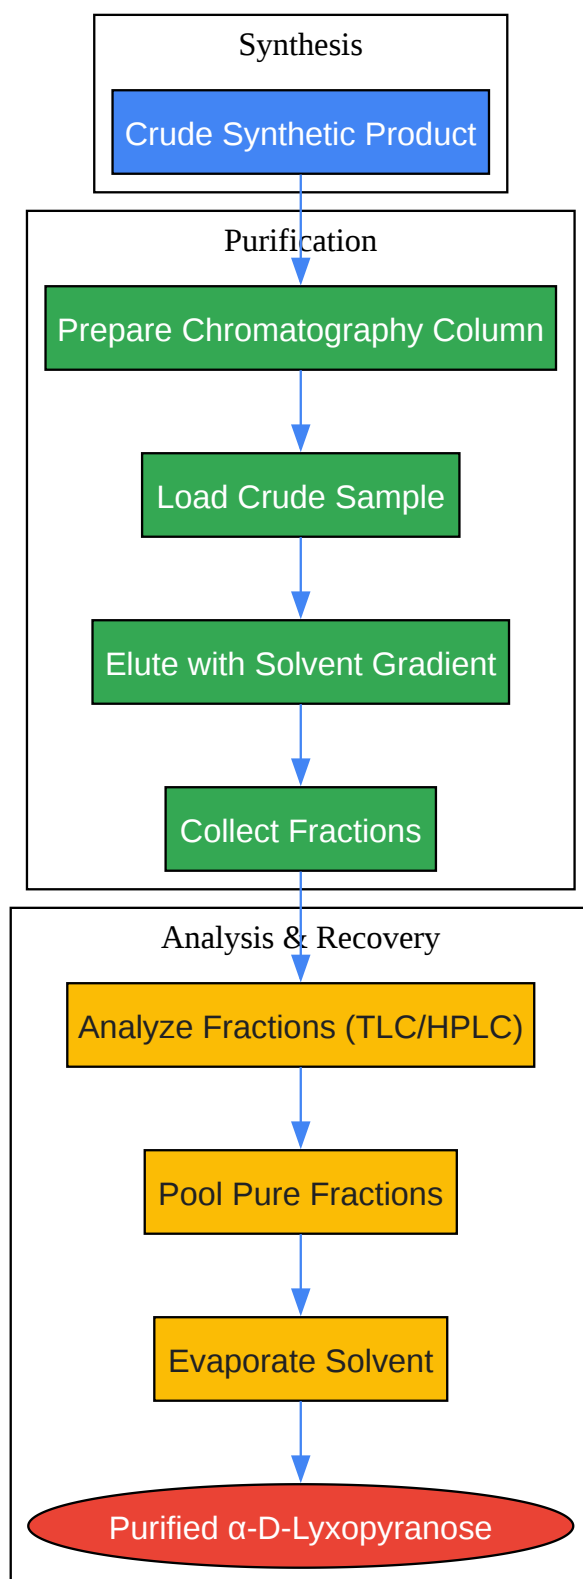 Synthesis
Crude Synthetic Product
Purification
Prepare Chromatography Column
Load Crude Sample
Elute with Solvent Gradient
Collect Fractions
Analysis & Recovery
Analyze Fractions (TLC/HPLC)
Pool Pure Fractions
Evaporate Solvent
Purified α-D-Lyxopyranose